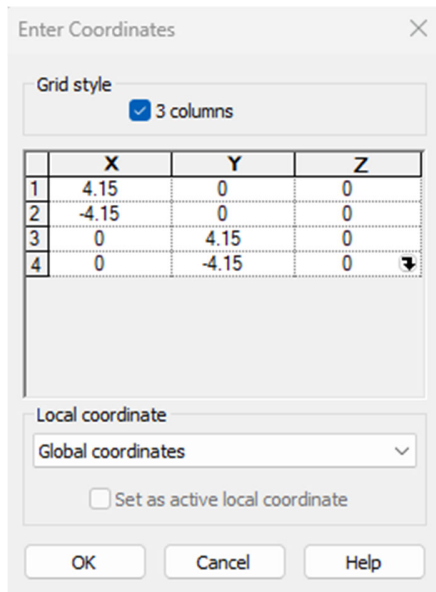 Enter Coordinates
Grid style
3 columns
X Y Z
1 4.15 0 0
2 -4.15 0 0
3 0 4.15 0
4 0 -4.15 0
Local coordinate
Global coordinates
Set as active local coordinate
OK Cancel Help